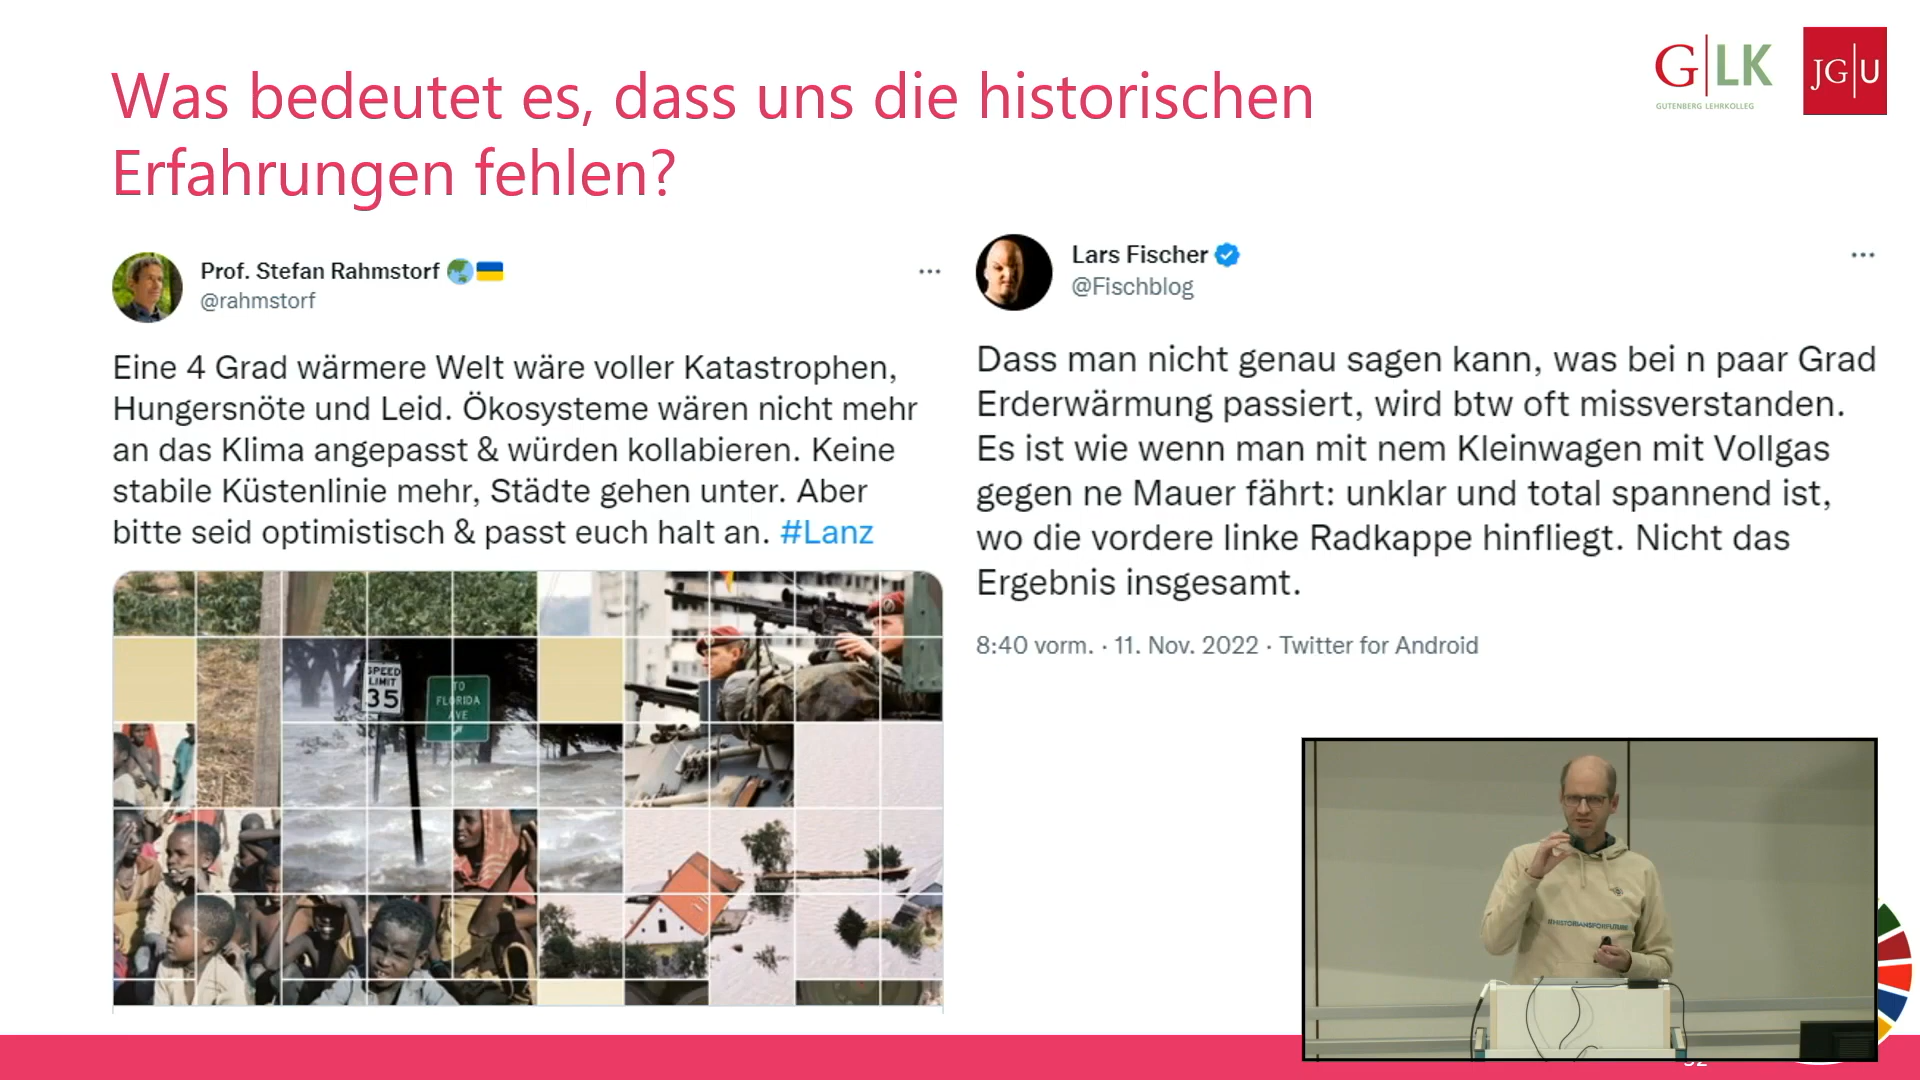 Was bedeutet es, dass uns die historischen
Erfahrungen fehlen?
G|LK
GUTENBERG LEHRKOLLEG
JG|U
Prof. Stefan Rahmstorf
@rahmstorf
Eine 4 Grad wärmere Welt wäre voller Katastrophen,
Hungersnöte und Leid. Ökosysteme wären nicht mehr
an das Klima angepasst & würden kollabieren. Keine
stabile Küstenlinie mehr, Städte gehen unter. Aber
bitte seid optimistisch & passt euch halt an. #Lanz
SPEED
LIMIT
35
TO
FLORIDA
AVE
Lars Fischer
@Fischblog
Dass man nicht genau sagen kann, was bei n paar Grad
Erderwärmung passiert, wird btw oft missverstanden.
Es ist wie wenn man mit nem Kleinwagen mit Vollgas
gegen ne Mauer fährt: unklar und total spannend ist,
wo die vordere linke Radkappe hinfliegt. Nicht das
Ergebnis insgesamt.
8:40 vorm. · 11. Nov. 2022 · Twitter for Android
#HISTORIANSFORFUTURE